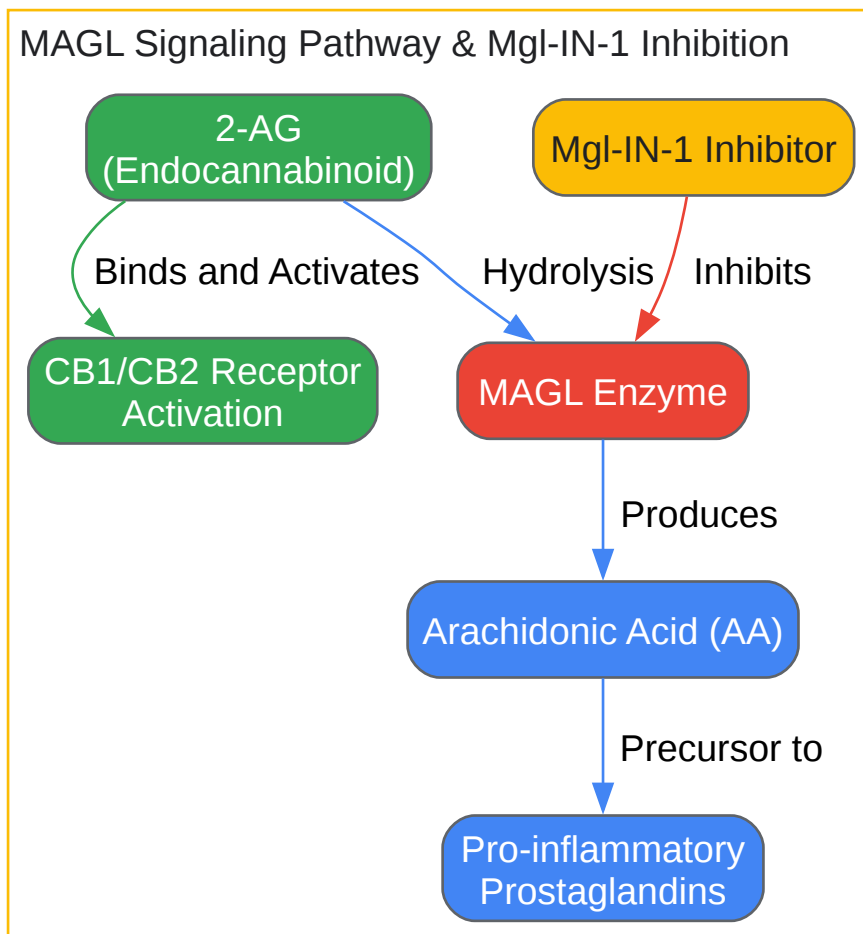 MAGL Signaling Pathway & Mgl-IN-1 Inhibition
2-AG
(Endocannabinoid)
Mgl-IN-1 Inhibitor
Binds and Activates
Hydrolysis
Inhibits
CB1/CB2 Receptor
Activation
MAGL Enzyme
Produces
Arachidonic Acid (AA)
Precursor to
Pro-inflammatory
Prostaglandins